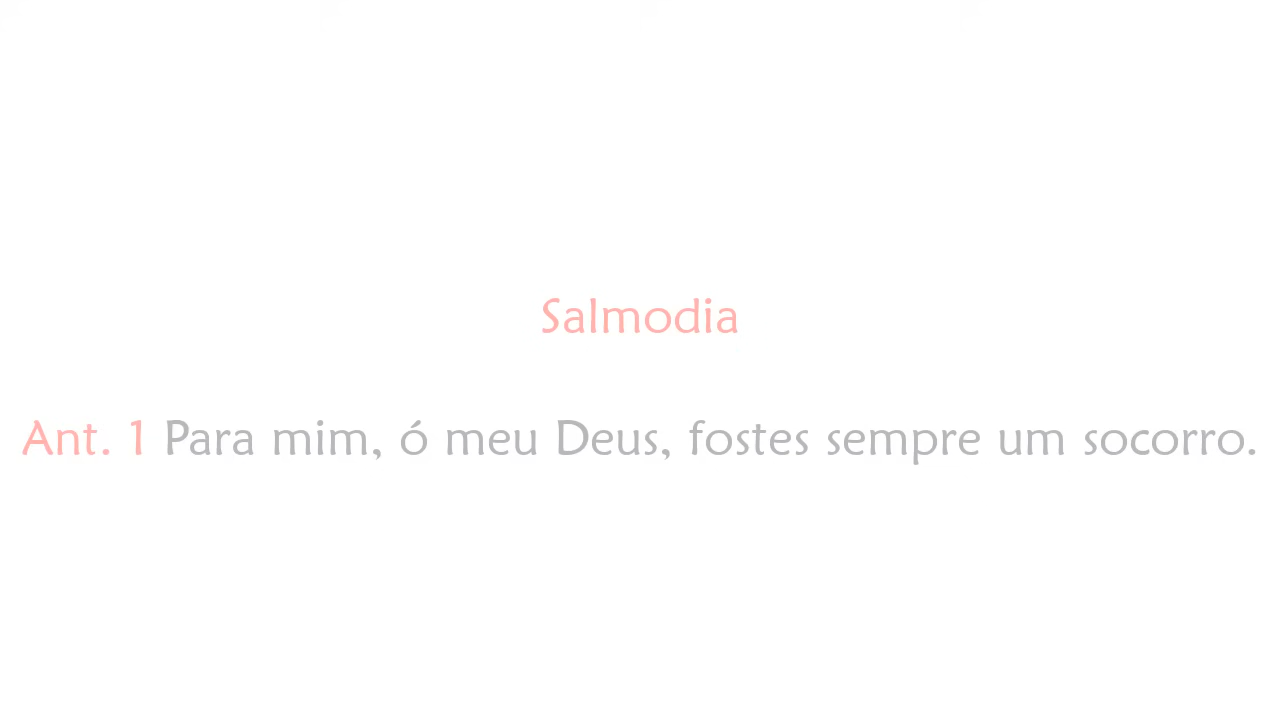 Salmodia
Ant. 1 Para mim, ó meu Deus, fostes sempre um socorro.